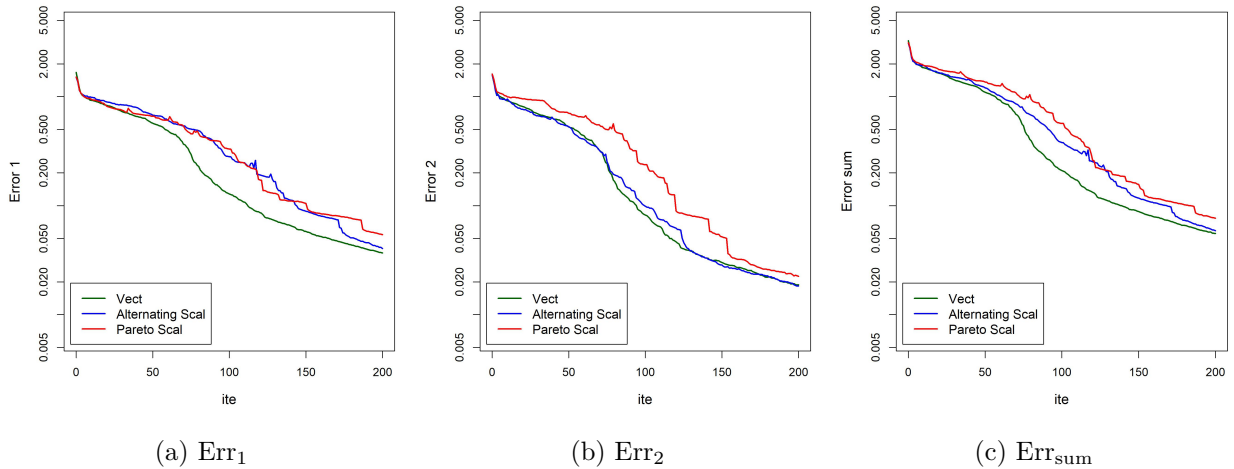 Error 1
5.000
2.000
0.500
0.200
0.050
0.020
0.005
Vect
Alternating Scal
Pareto Scal
0 50 100 150 200
ite
(a) Err1
Error 2
5.000
2.000
0.500
0.200
0.050
0.020
0.005
Vect
Alternating Scal
Pareto Scal
0 50 100 150 200
ite
(b) Err2
Error sum
5.000
2.000
0.500
0.200
0.050
0.020
0.005
Vect
Alternating Scal
Pareto Scal
0 50 100 150 200
ite
(c) Errsum